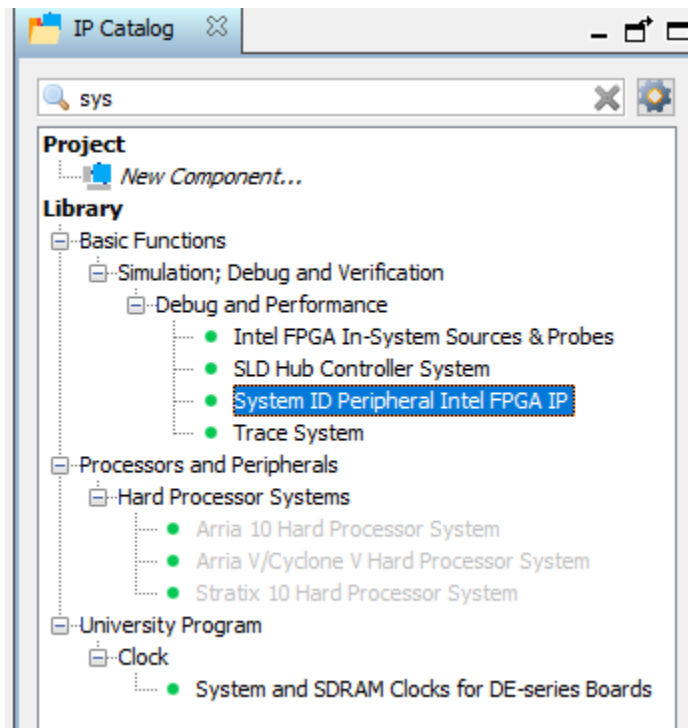 IP Catalog
sys
Project
New Component...
Library
Basic Functions
Simulation; Debug and Verification
Debug and Performance
Intel FPGA In-System Sources & Probes
SLD Hub Controller System
System ID Peripheral Intel FPGA IP
Trace System
Processors and Peripherals
Hard Processor Systems
Arria 10 Hard Processor System
Arria V/Cyclone V Hard Processor System
Stratix 10 Hard Processor System
University Program
Clock
System and SDRAM Clocks for DE-series Boards